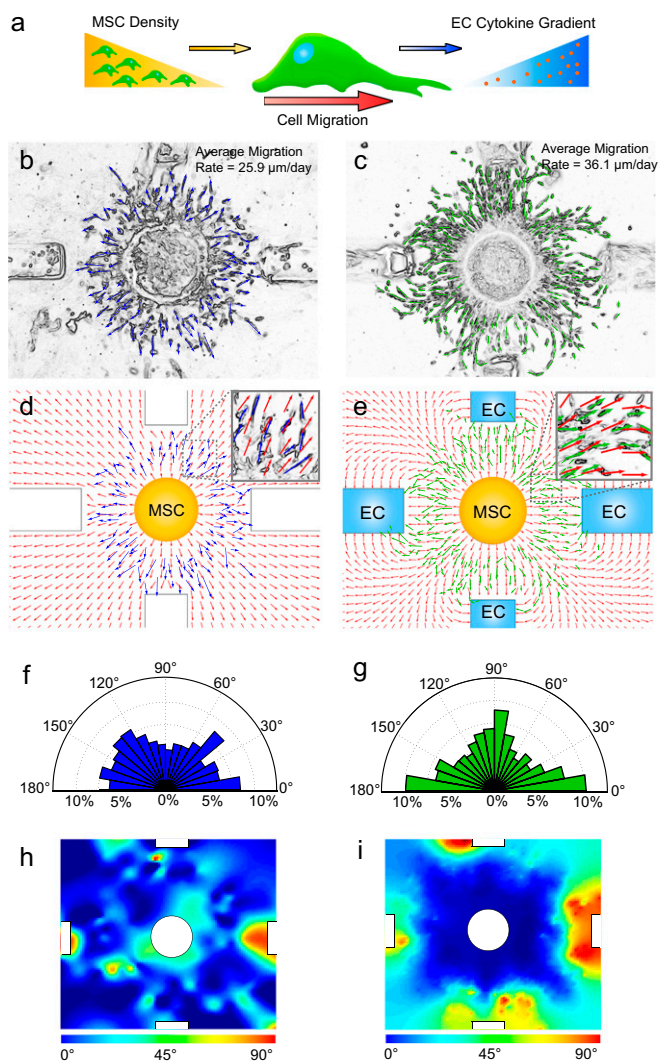 a
MSC Density
EC Cytokine Gradient
Cell Migration
b
Average Migration
Rate = 25.9 μm/day
c
Average Migration
Rate = 36.1 μm/day
d
MSC
e
EC
EC
MSC
EC
EC
f
90°
120°
60°
150°
30°
180°
0°
10%
5%
0%
5%
10%
g
90°
120°
60°
150°
30°
180°
0°
10%
5%
0%
5%
10%
h
0°
45°
90°
i
0°
45°
90°